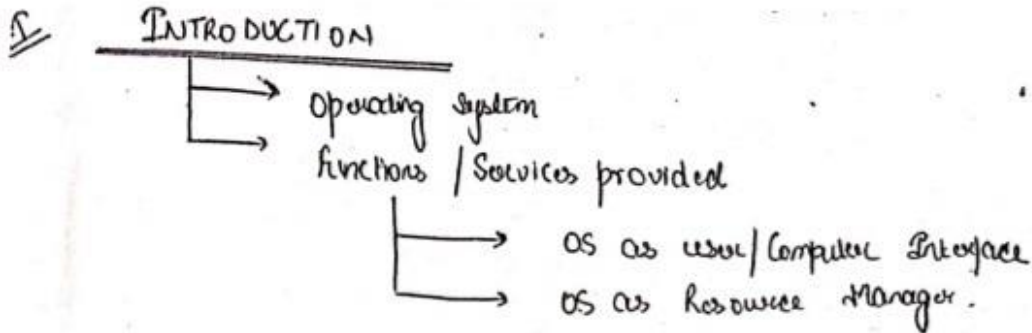 I INTRODUCTION
Operating System
functions / Services provided
OS as user/Computer Interface
OS as Resource Manager.